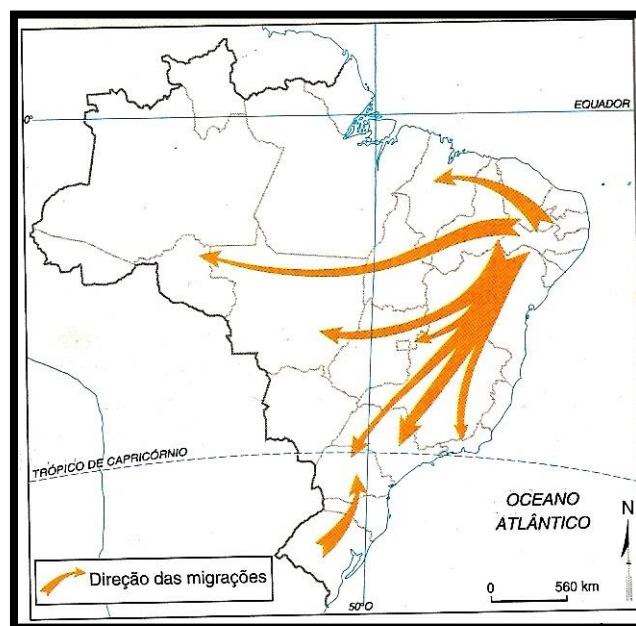 EQUADOR
0°
TRÓPICO DE CAPRICÓRNIO
OCEANO
ATLÂNTICO
N
Direção das migrações
0 560 km
50°O